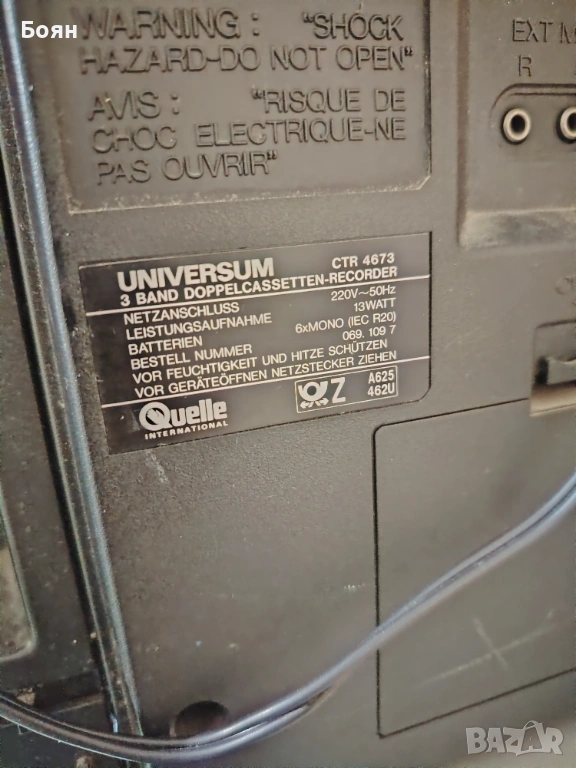 Боян
WARNING : "SHOCK
HAZARD-DO NOT OPEN"
AVIS : "RISQUE DE
CHOC ELECTRIQUE-NE
PAS OUVRIR"
EXT M
R
UNIVERSUM CTR 4673
3 BAND DOPPELCASSETTEN-RECORDER
NETZANSCHLUSS 220V~50Hz
LEISTUNGSAUFNAHME 13WATT
BATTERIEN 6xMONO (IEC R20)
BESTELL NUMMER 069. 109 7
VOR FEUCHTIGKEIT UND HITZE SCHÜTZEN
VOR GERÄTEÖFFNEN NETZSTECKER ZIEHEN
Quelle
INTERNATIONAL
Z A625
462U
BAZAR